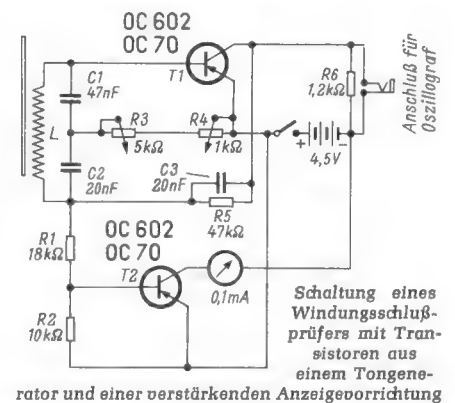 OC 602
OC 70
T1
C1
47nF
R3
5kΩ
R4
1kΩ
R6
1,2kΩ
Anschluß für
Oszillograf
L
+
−
4,5V
C2
20nF
C3
20nF
R5
47kΩ
R1
18kΩ
OC 602
OC 70
T2
0,1mA
R2
10kΩ
Schaltung eines
Windungsschluß-
prüfers mit Tran-
sistoren aus
einem Tongene-
rator und einer verstärkenden Anzeigevorrichtung